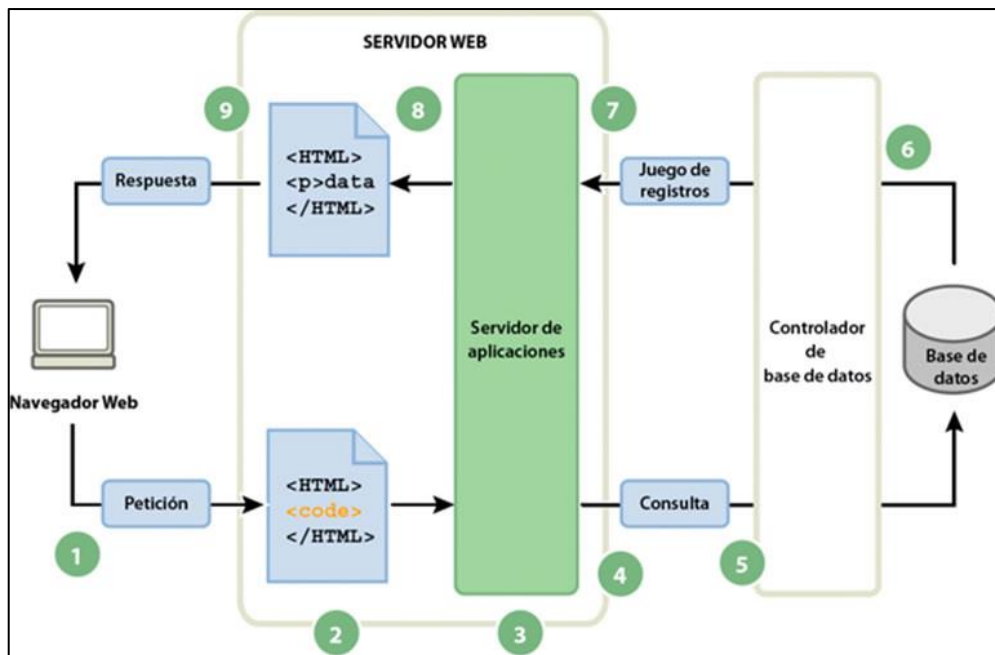 SERVIDOR WEB
9
8
7
6
<HTML>
<p>data
</HTML>
Respuesta
Juego de
registros
Servidor de
aplicaciones
Controlador
de
base de datos
Base de
datos
Navegador Web
Petición
<HTML>
<code>
</HTML>
Consulta
1
2
3
4
5